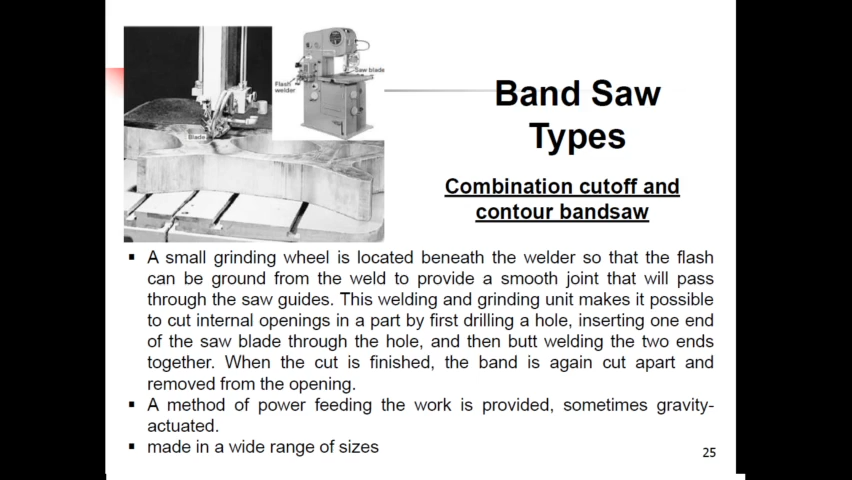 Saw blade
Flash
welder
Blade
Band Saw
Types
Combination cutoff and
contour bandsaw
▪ A small grinding wheel is located beneath the welder so that the flash
can be ground from the weld to provide a smooth joint that will pass
through the saw guides. This welding and grinding unit makes it possible
to cut internal openings in a part by first drilling a hole, inserting one end
of the saw blade through the hole, and then butt welding the two ends
together. When the cut is finished, the band is again cut apart and
removed from the opening.
▪ A method of power feeding the work is provided, sometimes gravity-
actuated.
▪ made in a wide range of sizes
25